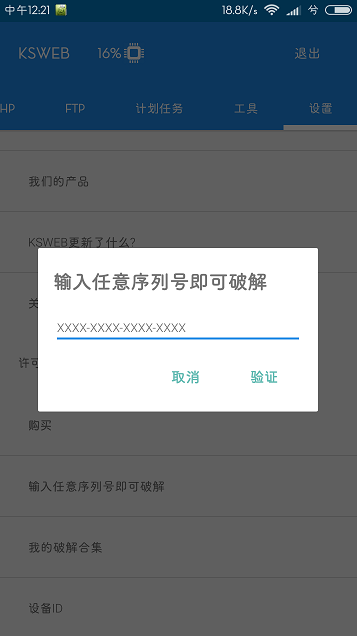 中午12:21 18.8K/s
KSWEB 16% 退出
HP FTP 计划任务 工具 设置
我们的产品
KSWEB更新了什么?
关
输入任意序列号即可破解
XXXX-XXXX-XXXX-XXXX
许可
取消 验证
购买
输入任意序列号即可破解
我的破解合集
设备ID